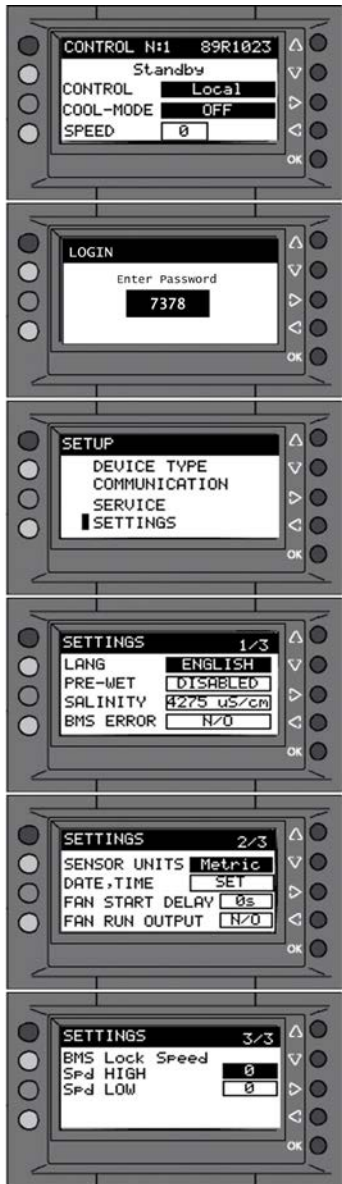 CONTROL N:1 89R1023
Standby
CONTROL Local
COOL-MODE OFF
SPEED 0
OK
LOGIN
Enter Password
7378
OK
SETUP
DEVICE TYPE
COMMUNICATION
SERVICE
SETTINGS
OK
SETTINGS 1/3
LANG ENGLISH
PRE-WET DISABLED
SALINITY 4275 uS/cm
BMS ERROR N/O
OK
SETTINGS 2/3
SENSOR UNITS Metric
DATE,TIME SET
FAN START DELAY 0s
FAN RUN OUTPUT N/O
OK
SETTINGS 3/3
BMS Lock Speed
Spd HIGH 0
Spd LOW 0
OK